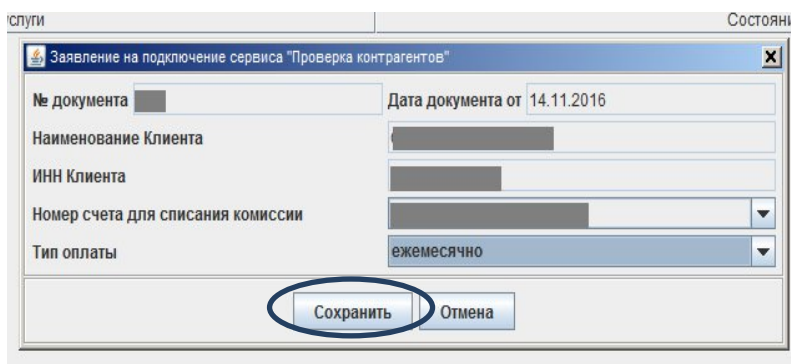 слуги Состояни
Заявление на подключение сервиса "Проверка контрагентов"
№ документа Дата документа от 14.11.2016
Наименование Клиента
ИНН Клиента
Номер счета для списания комиссии
Тип оплаты ежемесячно
Сохранить Отмена